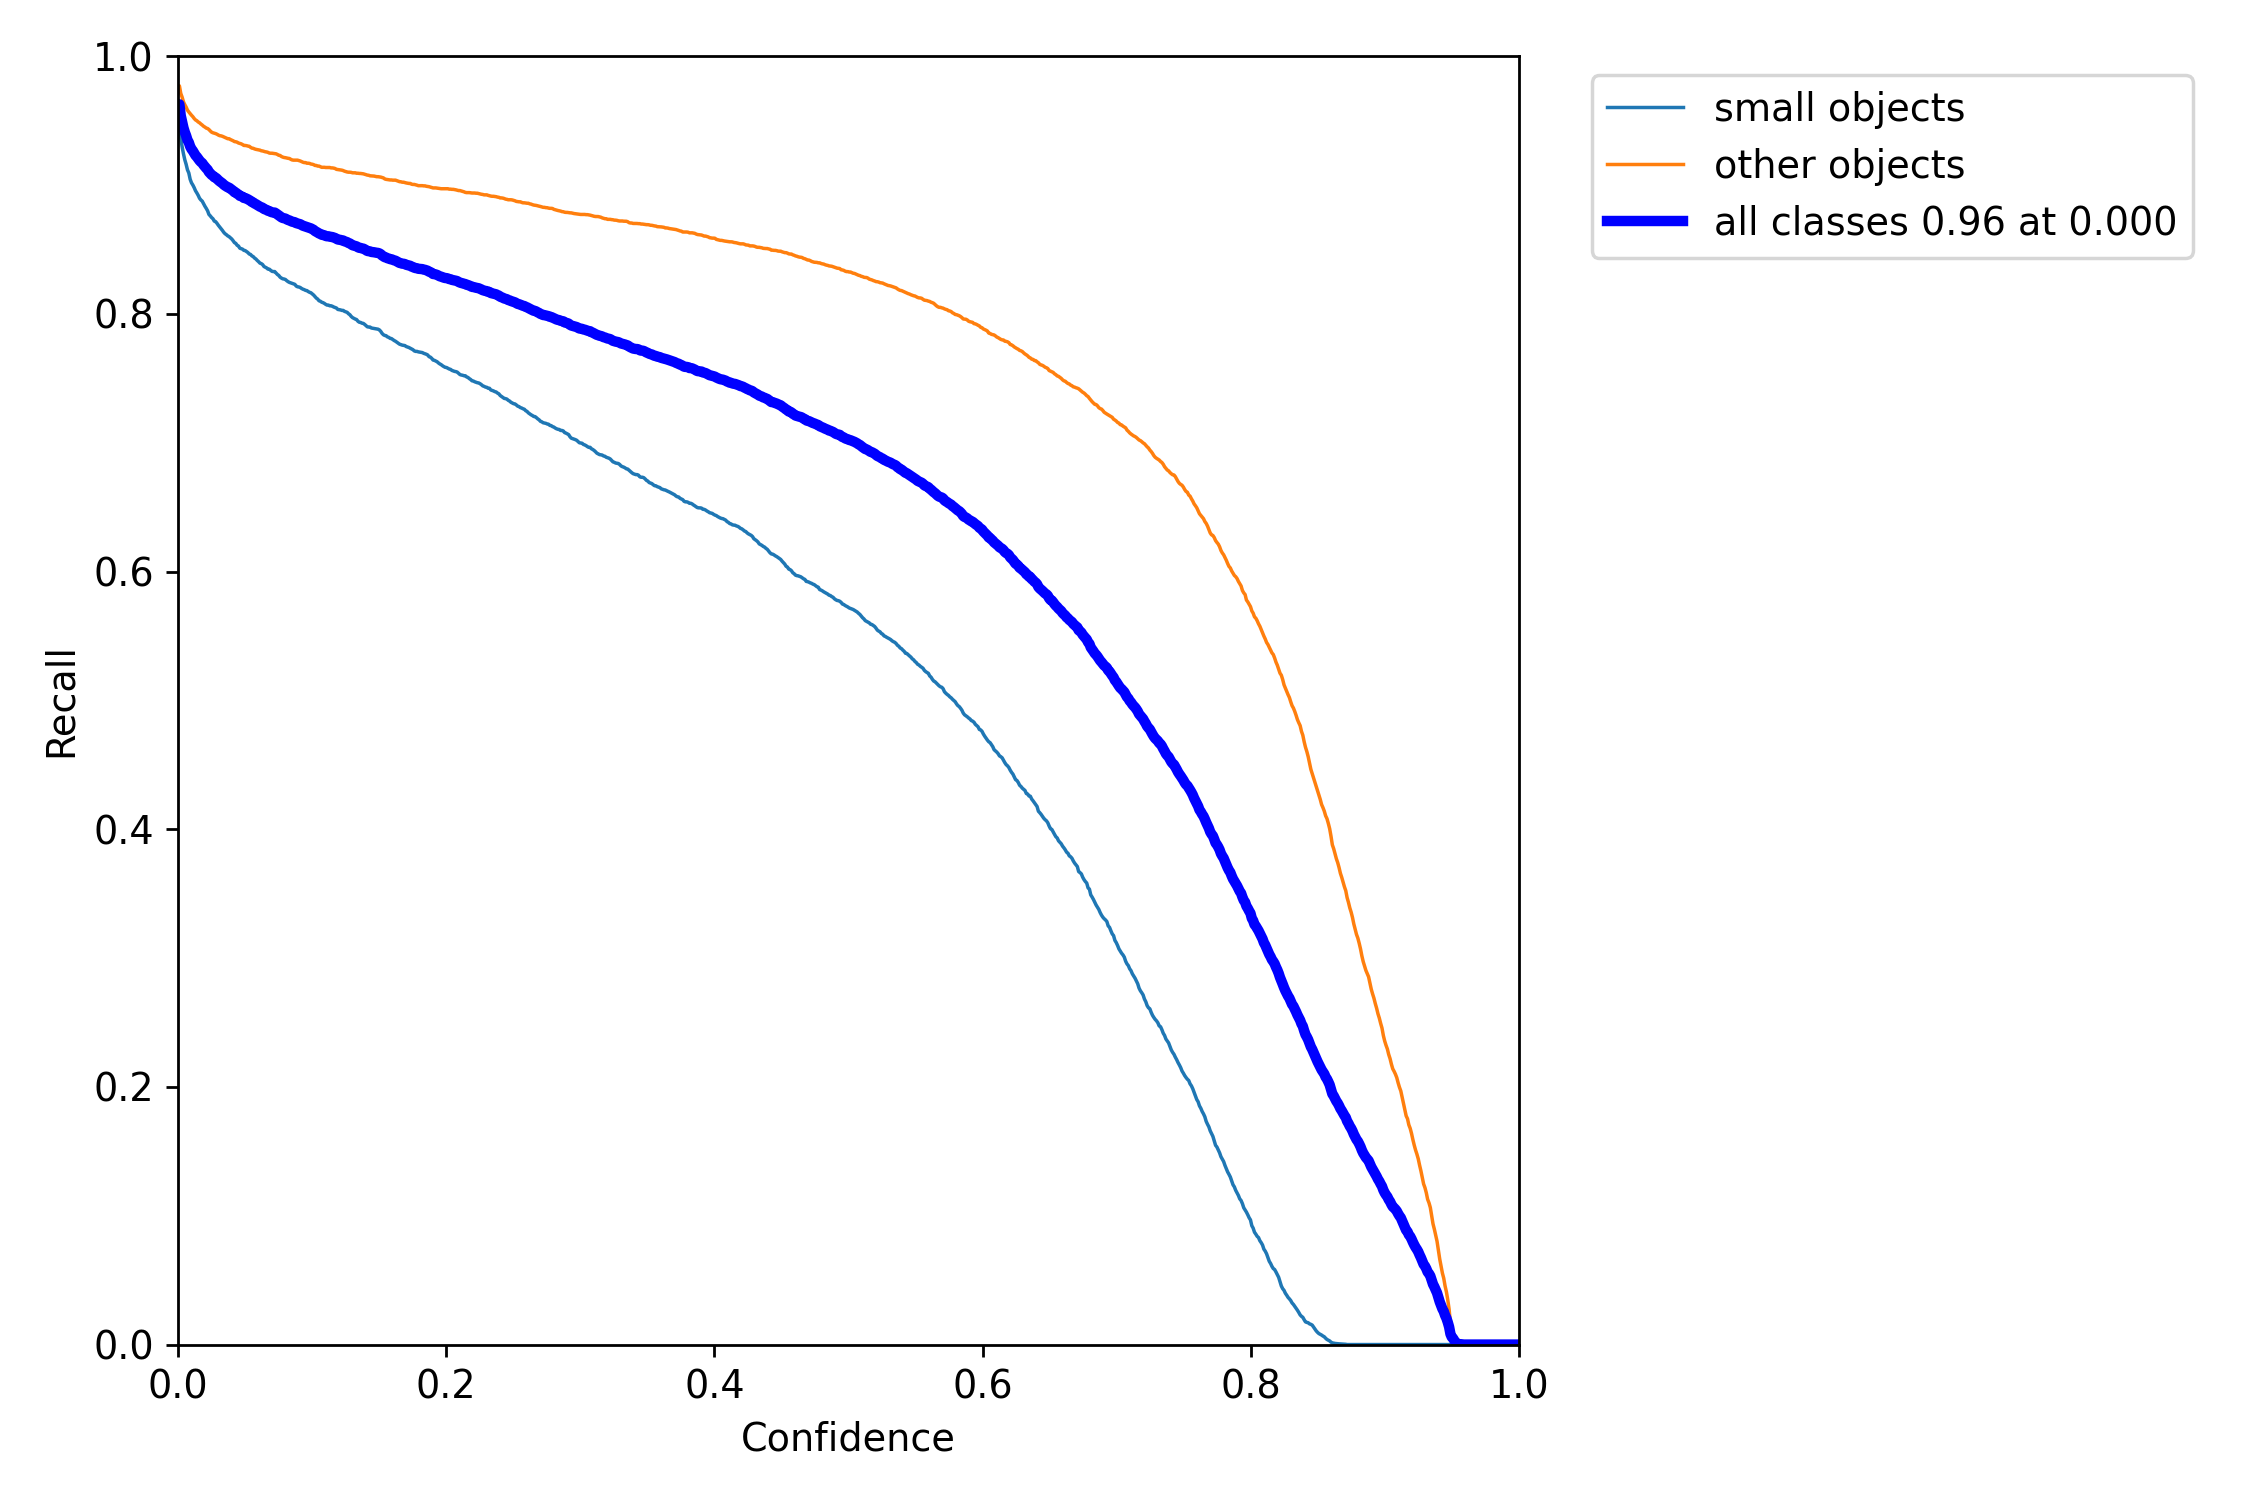 1.0
0.8
0.6
0.4
0.2
0.0
Recall
0.0 0.2 0.4 0.6 0.8 1.0
Confidence
small objects
other objects
all classes 0.96 at 0.000